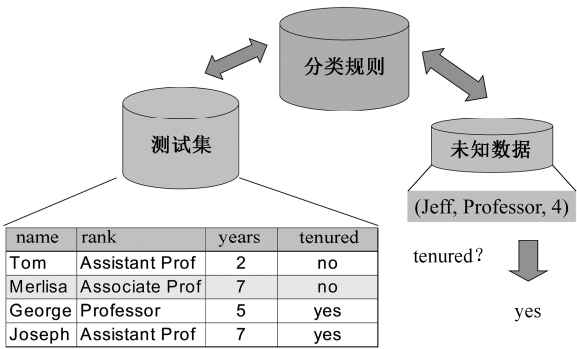 分类规则
测试集
未知数据
(Jeff, Professor, 4)
name rank years tenured
Tom Assistant Prof 2 no
Merlisa Associate Prof 7 no
George Professor 5 yes
Joseph Assistant Prof 7 yes
tenured?
yes